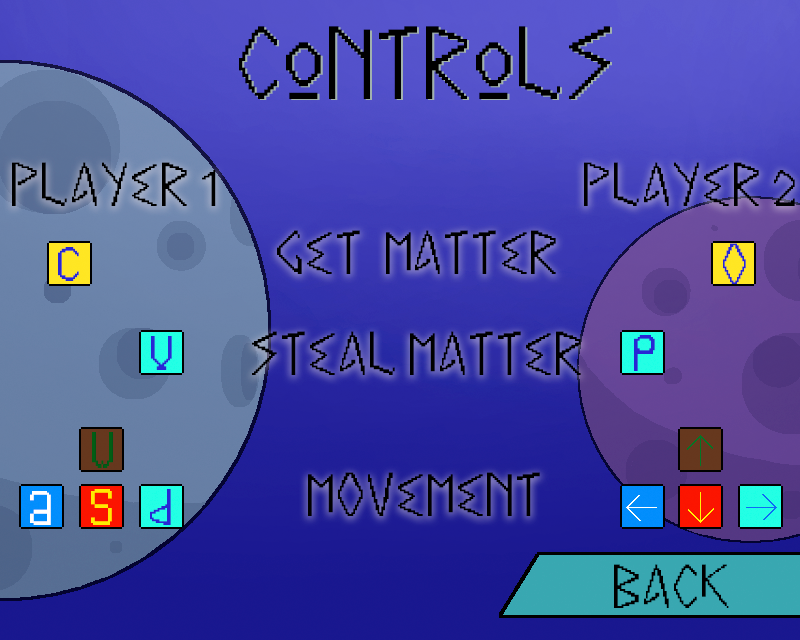 CONTROLS
PLAYER 1
PLAYER 2
C
GET MATTER
O
V
STEAL MATTER
P
W
↑
MOVEMENT
a S d
← ↓ →
BACK